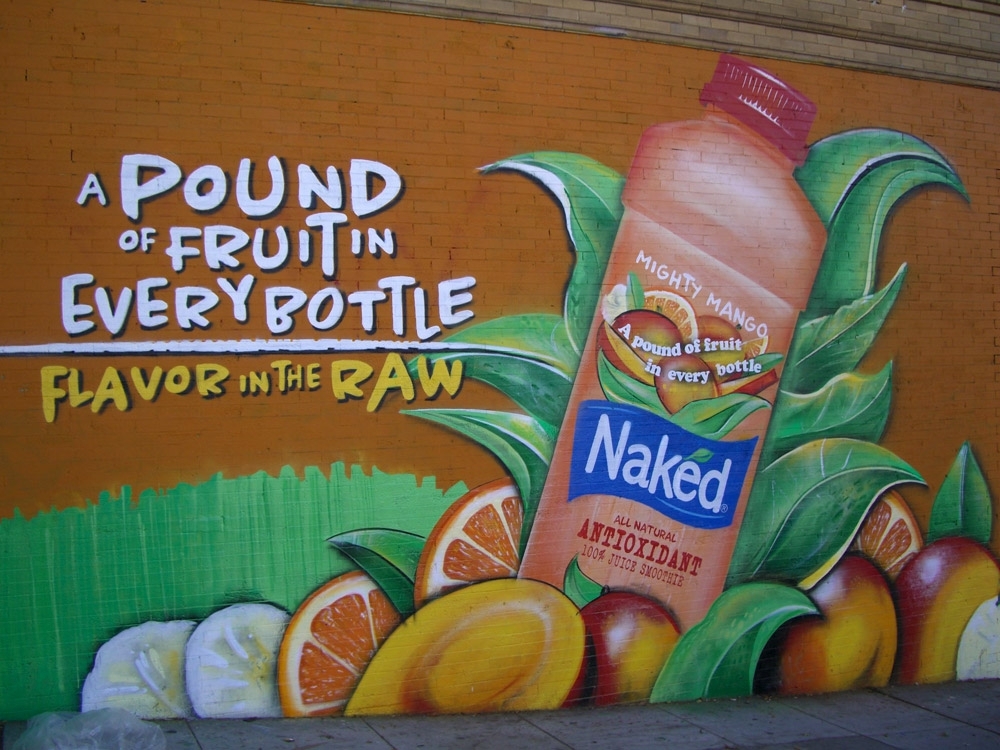 A POUND
OF FRUIT IN
EVERY BOTTLE
FLAVOR IN THE RAW
MIGHTY MANGO
A pound of fruit
in every bottle
Naked®
ALL NATURAL
ANTIOXIDANT
100% JUICE SMOOTHIE